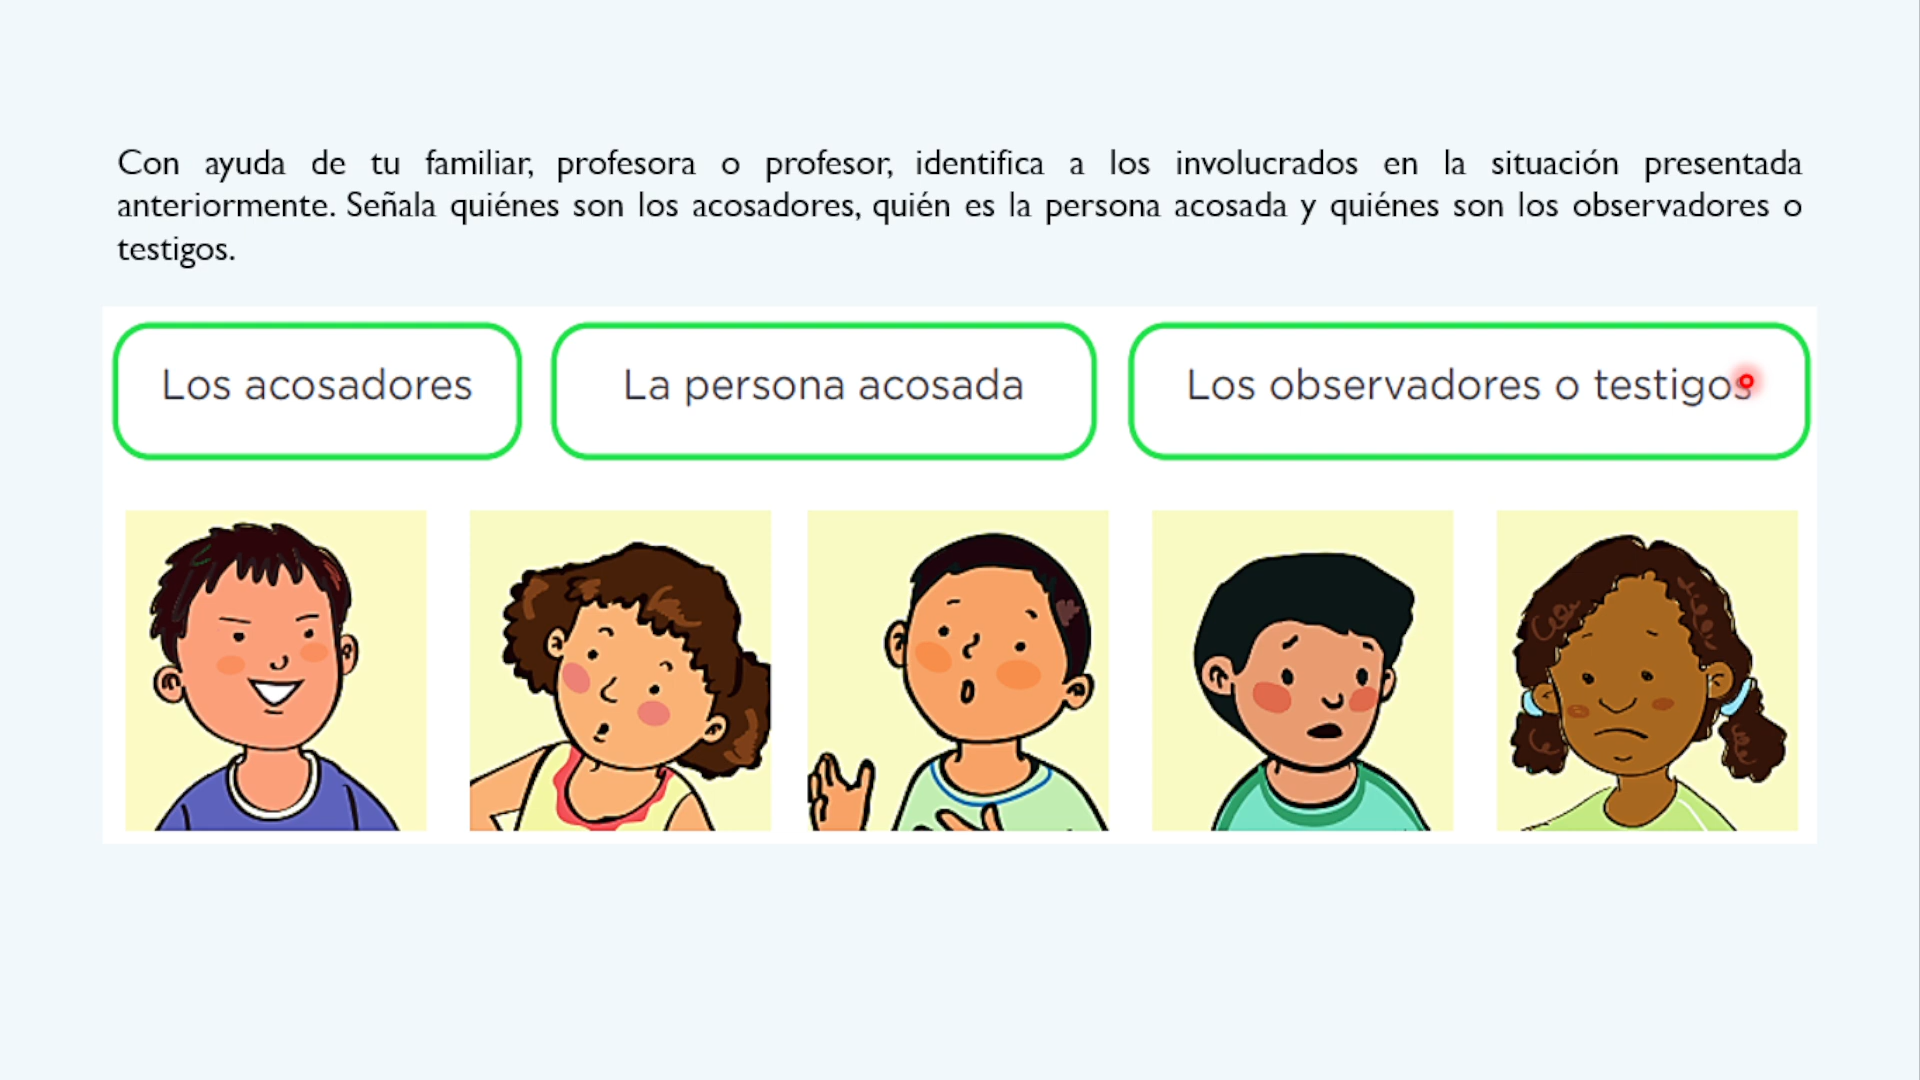 Con ayuda de tu familiar, profesora o profesor, identifica a los involucrados en la situación presentada
anteriormente. Señala quiénes son los acosadores, quién es la persona acosada y quiénes son los observadores o
testigos.
Los acosadores
La persona acosada
Los observadores o testigos